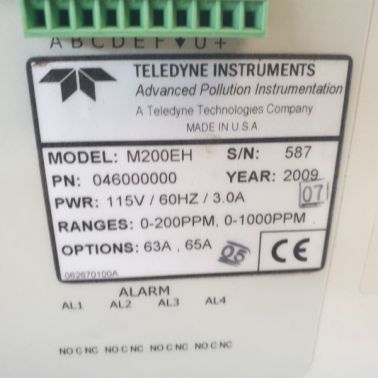 A B C D E F ▼ U +
TELEDYNE INSTRUMENTS
Advanced Pollution Instrumentation
A Teledyne Technologies Company
MADE IN U.S.A.
MODEL: M200EH S/N: 587
PN: 046000000 YEAR: 2009
07
PWR: 115V / 60HZ / 3.0A
RANGES: 0-200PPM, 0-1000PPM
OPTIONS: 63A , 65A
05
CE
062670100A
ALARM
AL1 AL2 AL3 AL4
NO C NC NO C NC NO C NC NO C NC